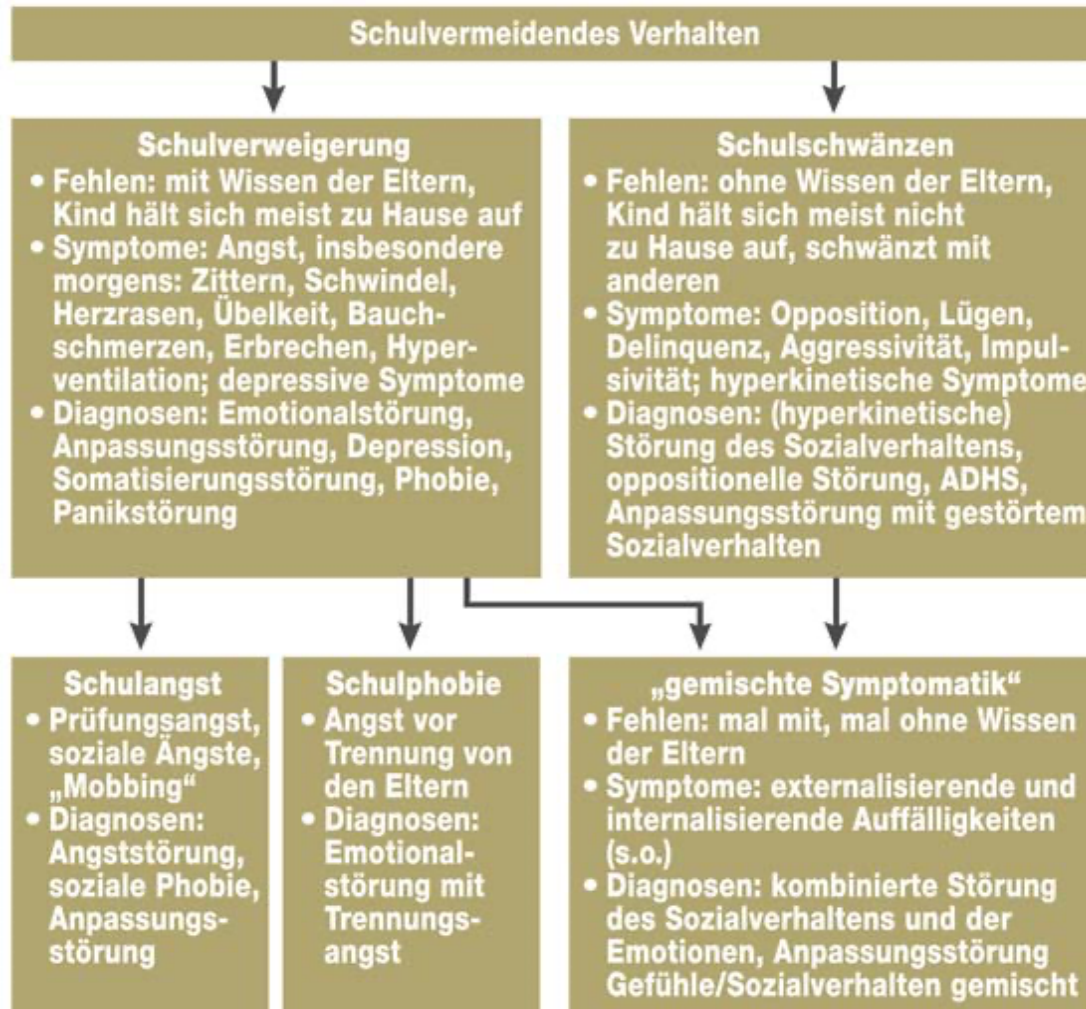 Schulvermeidendes Verhalten
Schulverweigerung
• Fehlen: mit Wissen der Eltern,
Kind hält sich meist zu Hause auf
• Symptome: Angst, insbesondere
morgens: Zittern, Schwindel,
Herzrasen, Übelkeit, Bauch-
schmerzen, Erbrechen, Hyper-
ventilation; depressive Symptome
• Diagnosen: Emotionalstörung,
Anpassungsstörung, Depression,
Somatisierungsstörung, Phobie,
Panikstörung
Schulschwänzen
• Fehlen: ohne Wissen der Eltern,
Kind hält sich meist nicht
zu Hause auf, schwänzt mit
anderen
• Symptome: Opposition, Lügen,
Delinquenz, Aggressivität, Impul-
sivität; hyperkinetische Symptome
• Diagnosen: (hyperkinetische)
Störung des Sozialverhaltens,
oppositionelle Störung, ADHS,
Anpassungsstörung mit gestörtem
Sozialverhalten
Schulangst
• Prüfungsangst,
soziale Ängste,
„Mobbing“
• Diagnosen:
Angststörung,
soziale Phobie,
Anpassungs-
störung
Schulphobie
• Angst vor
Trennung von
den Eltern
• Diagnosen:
Emotional-
störung mit
Trennungs-
angst
„gemischte Symptomatik“
• Fehlen: mal mit, mal ohne Wissen
der Eltern
• Symptome: externalisierende und
internalisierende Auffälligkeiten
(s.o.)
• Diagnosen: kombinierte Störung
des Sozialverhaltens und der
Emotionen, Anpassungsstörung
Gefühle/Sozialverhalten gemischt